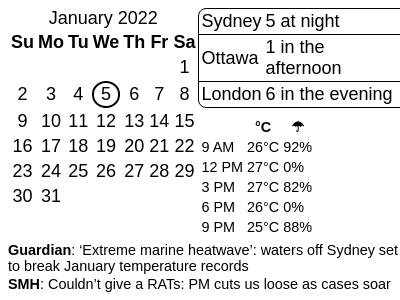 January 2022
Su Mo Tu We Th Fr Sa
1
2 3 4 5 6 7 8
9 10 11 12 13 14 15
16 17 18 19 20 21 22
23 24 25 26 27 28 29
30 31
Sydney 5 at night
Ottawa 1 in the
afternoon
London 6 in the evening
°C ☂
9 AM 26°C 92%
12 PM 27°C 0%
3 PM 27°C 82%
6 PM 26°C 0%
9 PM 25°C 88%
Guardian: ‘Extreme marine heatwave’: waters off Sydney set
to break January temperature records
SMH: Couldn’t give a RATs: PM cuts us loose as cases soar